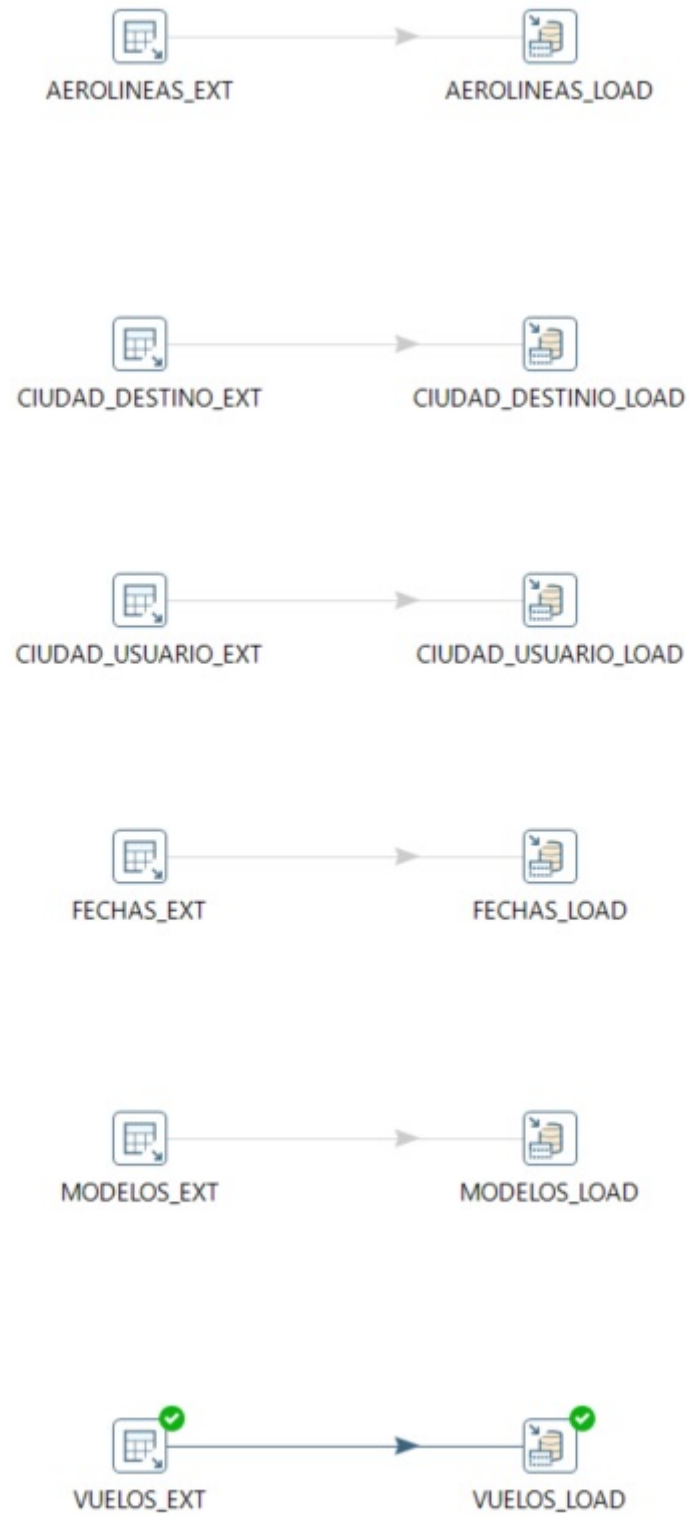 AEROLINEAS_EXT
AEROLINEAS_LOAD
CIUDAD_DESTINO_EXT
CIUDAD_DESTINIO_LOAD
CIUDAD_USUARIO_EXT
CIUDAD_USUARIO_LOAD
FECHAS_EXT
FECHAS_LOAD
MODELOS_EXT
MODELOS_LOAD
VUELOS_EXT
VUELOS_LOAD